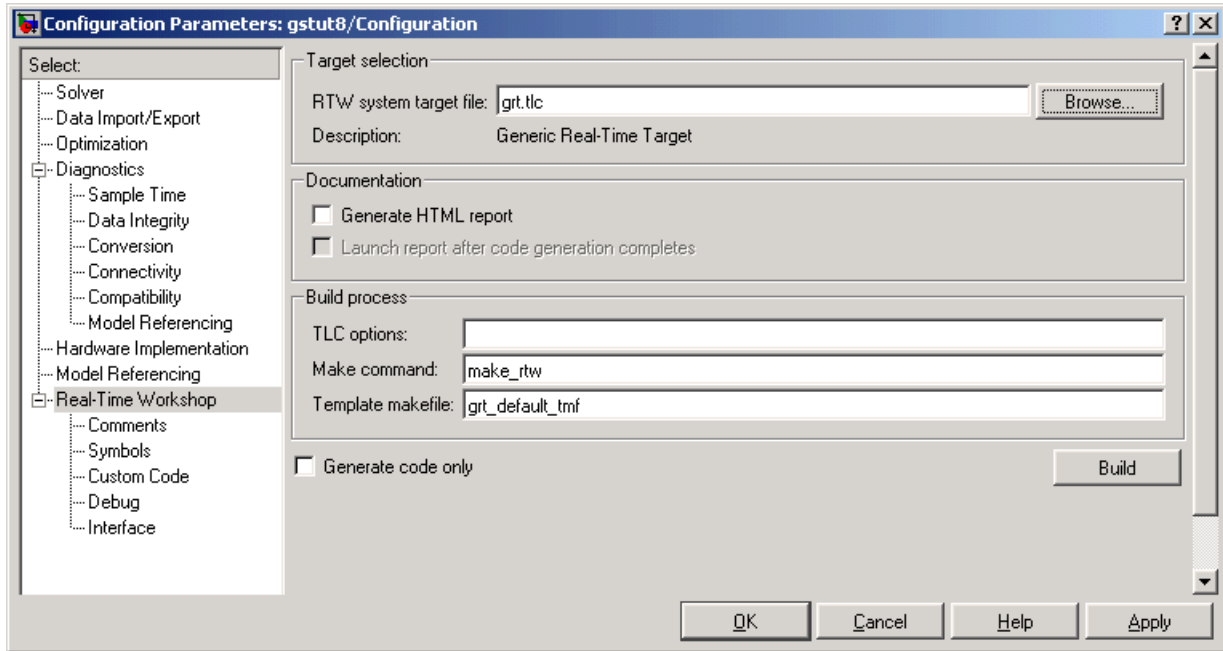 Configuration Parameters: gstut8/Configuration
Select:
Solver
Data Import/Export
Optimization
Diagnostics
Sample Time
Data Integrity
Conversion
Connectivity
Compatibility
Model Referencing
Hardware Implementation
Model Referencing
Real-Time Workshop
Comments
Symbols
Custom Code
Debug
Interface
Target selection
RTW system target file: grt.tlc Browse...
Description: Generic Real-Time Target
Documentation
Generate HTML report
Launch report after code generation completes
Build process
TLC options:
Make command: make_rtw
Template makefile: grt_default_tmf
Generate code only Build
OK Cancel Help Apply